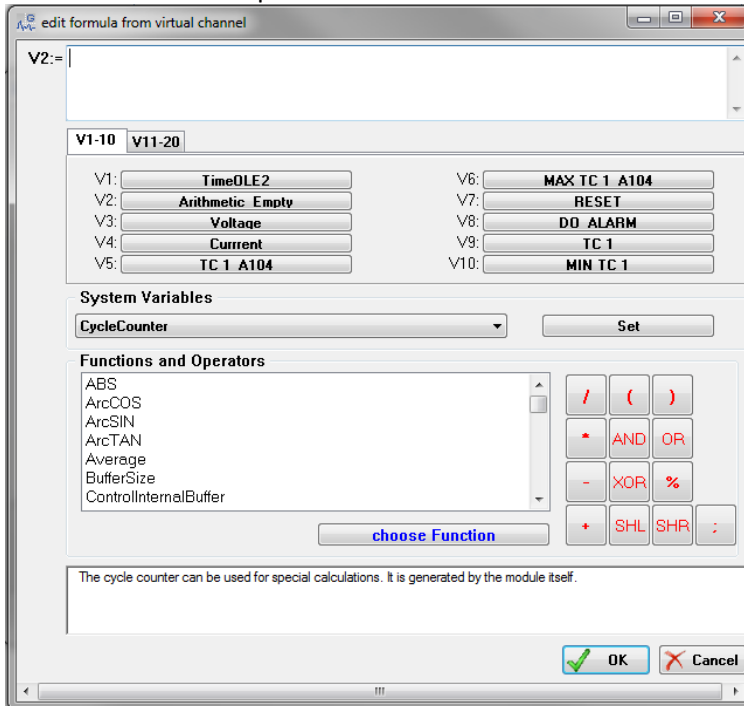 edit formula from virtual channel
V2:=
V1-10 V11-20
V1: TimeOLE2 V6: MAX TC 1 A104
V2: Arithmetic Empty V7: RESET
V3: Voltage V8: DO ALARM
V4: Currrent V9: TC 1
V5: TC 1 A104 V10: MIN TC 1
System Variables
CycleCounter Set
Functions and Operators
ABS
ArcCOS
ArcSIN
ArcTAN
Average
BufferSize
ControlInternalBuffer
/ ( )
* AND OR
- XOR %
+ SHL SHR ;
choose Function
The cycle counter can be used for special calculations. It is generated by the module itself.
OK Cancel